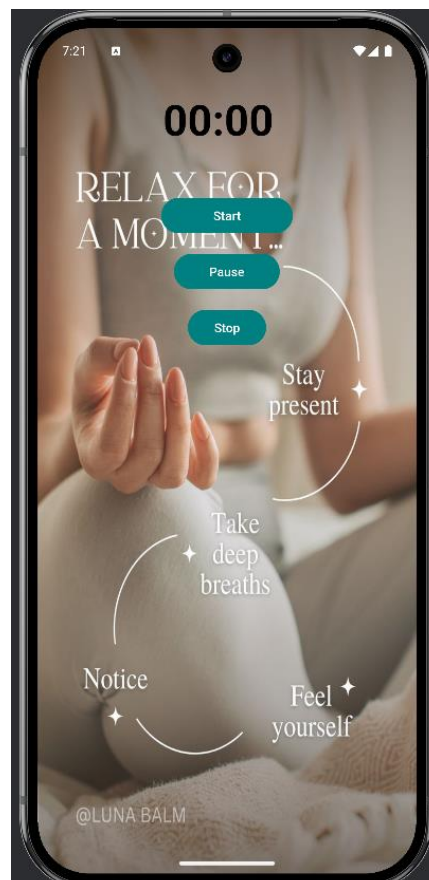 7:21
A
00:00
RELAX FOR
A MOMENT...
Start
Pause
Stop
Stay
present
Take
deep
breaths
Notice
Feel
yourself
@LUNA BALM